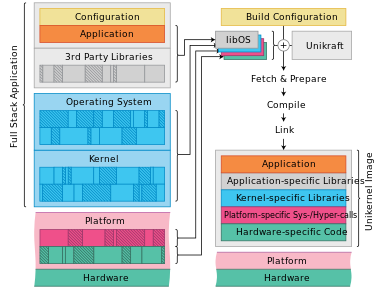 Full Stack Application
Configuration
Application
3rd Party Libraries
Operating System
Kernel
Platform
Hardware
Build Configuration
libOS
+
Unikraft
Fetch & Prepare
Compile
Link
Unikernel Image
Application
Application-specific Libraries
Kernel-specific Libraries
Platform-specific Sys-/Hyper-calls
Hardware-specific Code
Platform
Hardware